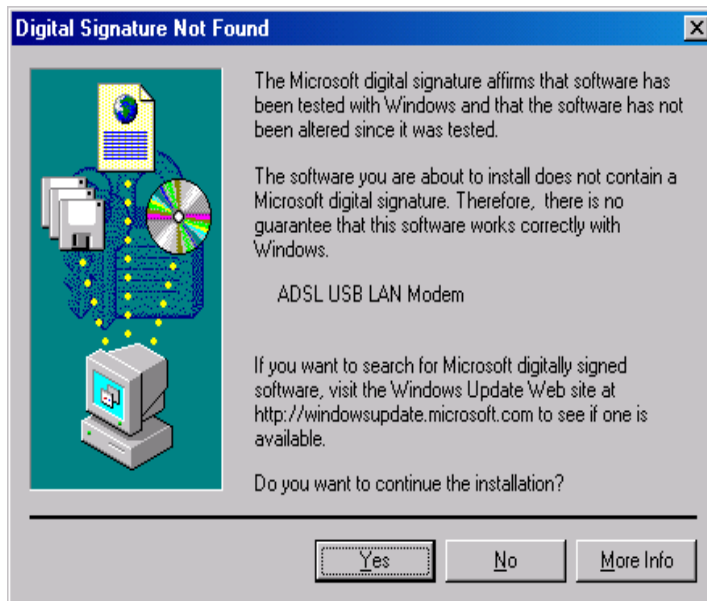 Digital Signature Not Found
The Microsoft digital signature affirms that software has
been tested with Windows and that the software has not
been altered since it was tested.
The software you are about to install does not contain a
Microsoft digital signature. Therefore, there is no
guarantee that this software works correctly with
Windows.
ADSL USB LAN Modem
If you want to search for Microsoft digitally signed
software, visit the Windows Update Web site at
http://windowsupdate.microsoft.com to see if one is
available.
Do you want to continue the installation?
Yes No More Info